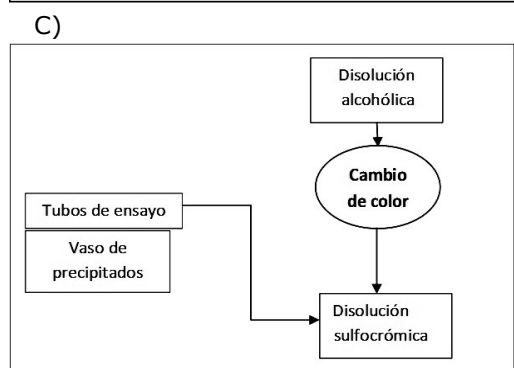 C)
Disolución
alcohólica
Cambio
de color
Tubos de ensayo
Vaso de
precipitados
Disolución
sulfocrómica